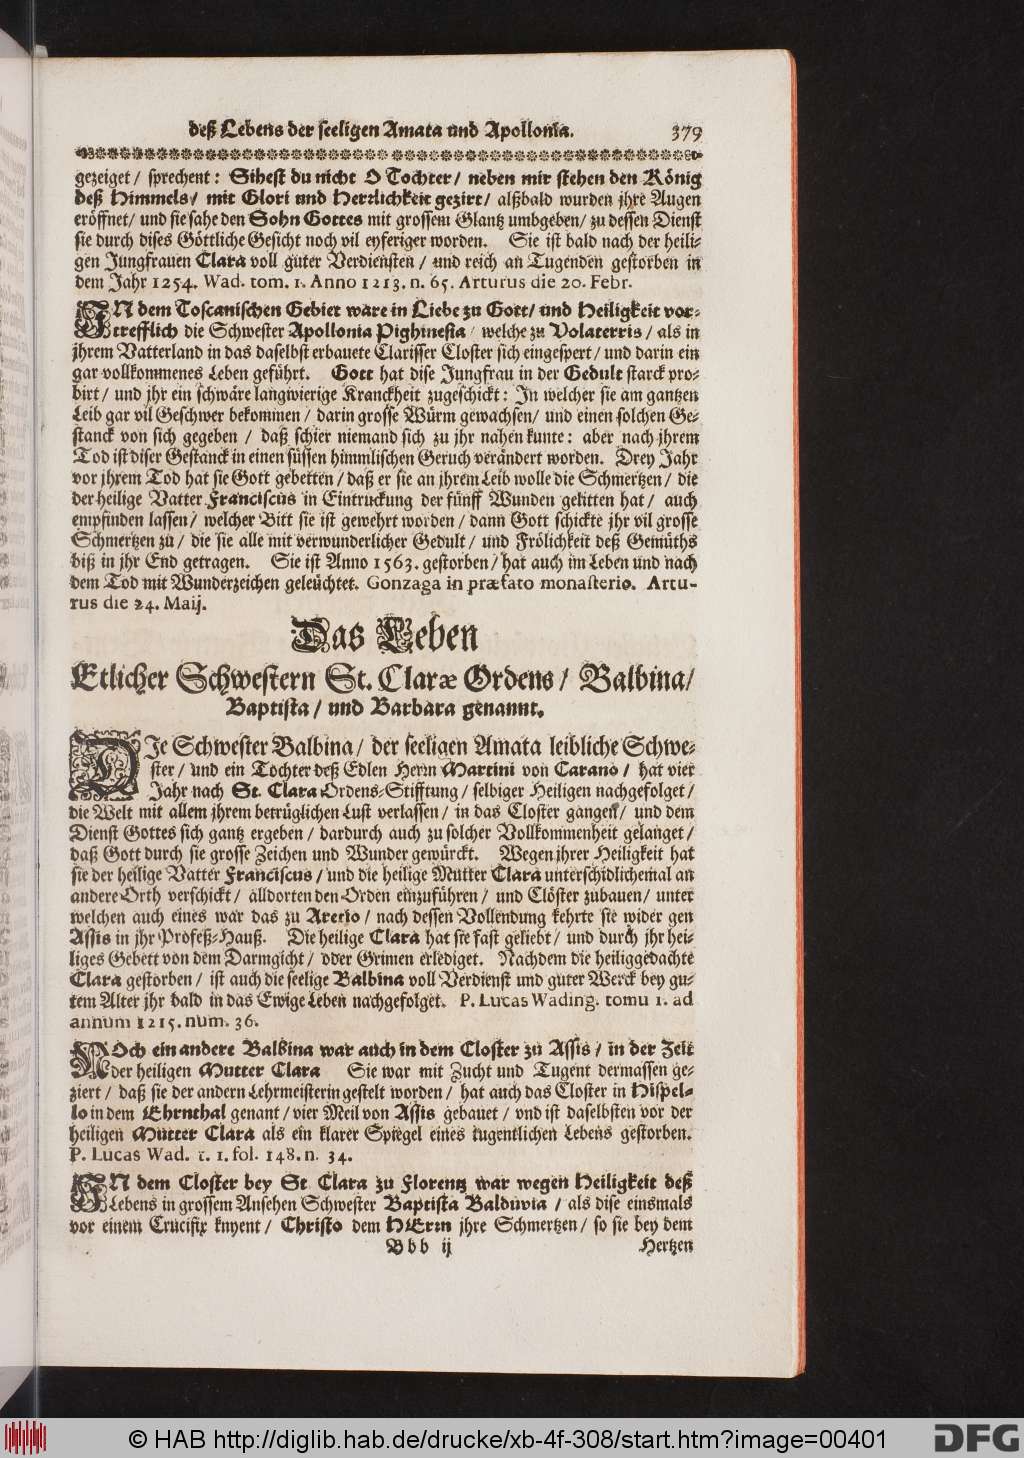 deß Lebens der seeligen Amata und Apollonia. 379
gezeiget / sprechent: Sihest du nicht O Tochter / neben mir stehen den König
deß Himmels / mit Glori und Herrlichkeit gezirt / alßbald wurden jhre Augen
eröffnet / und sie sahe den Sohn Gottes mit grossem Glantz umbgeben / zu dessen Dienst
sie durch dises Göttliche Gesicht noch vil eyferiger worden. Sie ist bald nach der heili-
gen Jungfrauen Clara voll guter Verdiensten / und reich an Tugenden gestorben in
dem Jahr 1254. Wad. tom. 1. Anno 1213. n. 65. Arturus die 20. Febr.
IN dem Toscanischen Gebiet ware in Liebe zu Gott / und Heiligkeit vor-
trefflich die Schwester Apollonia Pighinesia / welche zu Volaterris / als in
jhrem Vatterland in das daselbst erbauete Clarisser Closter sich eingespert / und darin ein
gar vollkommenes Leben geführt. Gott hat dise Jungfrau in der Gedult starck pro-
birt / und jhr ein schwäre langwierige Kranckheit zugeschickt: In welcher sie am gantzen
Leib gar vil Geschwer bekommen / darin grosse Würm gewachsen / und einen solchen Ge-
stanck von sich gegeben / daß schier niemand sich zu jhr nahen kunte: aber nach jhrem
Tod ist diser Gestanck in einen süssen himmlischen Geruch verändert worden. Drey Jahr
vor jhrem Tod hat sie Gott gebetten / daß er sie an jhrem Leib wolle die Schmertzen / die
der heilige Vatter Franciscus in Eintruckung der fünff Wunden gelitten hat / auch
empfinden lassen / welcher Bitt sie ist gewehrt worden / dann Gott schickte jhr vil grosse
Schmertzen zu / die sie alle mit verwunderlicher Gedult / und Frölichkeit deß Gemüths
biß in jhr End getragen. Sie ist Anno 1563. gestorben / hat auch im Leben und nach
dem Tod mit Wunderzeichen geleüchtet. Gonzaga in præfato monasterio. Artu-
rus die 24. Maij.
Das Leben
Etlicher Schwestern St. Claræ Ordens / Balbina /
Baptista / und Barbara genannt.
DIe Schwester Balbina / der seeligen Amata leibliche Schwe-
ster / und ein Tochter deß Edlen Herrn Martini von Carano / hat vier
Jahr nach St. Clara Ordens-Stifftung / selbiger Heiligen nachgefolget /
die Welt mit allem jhrem betrüglichen Lust verlassen / in das Closter gangen / und dem
Dienst Gottes sich gantz ergeben / dardurch auch zu solcher Vollkommenheit gelanget /
daß Gott durch sie grosse Zeichen und Wunder gewürckt. Wegen jhrer Heiligkeit hat
sie der heilige Vatter Franciscus / und die heilige Mutter Clara unterschidlichemal an
andere Orth verschickt / alldorten den Orden einzuführen / und Clöster zubauen / unter
welchen auch eines war das zu Arerio / nach dessen Vollendung kehrte sie wider gen
Assis in jhr Profeß-Hauß. Die heilige Clara hat sie fast geliebt / und durch jhr hei-
liges Gebett von dem Darmgicht / oder Grimen erlediget. Nachdem die heiliggedachte
Clara gestorben / ist auch die seelige Balbina voll Verdienst und guter Werck bey gu-
tem Alter jhr bald in das Ewige Leben nachgefolget. P. Lucas Wading. tomu 1. ad
annum 1215. num. 36.
NOch ein andere Balbina war auch in dem Closter zu Assis / in der Zeit
der heiligen Mutter Clara Sie war mit Zucht und Tugent dermassen ge-
ziert / daß sie der andern Lehrmeisterin gestelt worden / hat auch das Closter in Hispel-
lo in dem Ehrnthal genant / vier Meil von Assis gebauet / vnd ist daselbsten vor der
heiligen Mutter Clara als ein klarer Spiegel eines tugentlichen Lebens gestorben.
P. Lucas Wad. t. 1. fol. 148. n. 34.
IN dem Closter bey St. Clara zu Florentz war wegen Heiligkeit deß
Lebens in grossem Ansehen Schwester Baptista Balduvia / als dise einsmals
vor einem Crucifix knyent / Christo dem HErrn jhre Schmertzen / so sie bey dem
Bbb ij Hertzen
© HAB http://diglib.hab.de/drucke/xb-4f-308/start.htm?image=00401
DFG